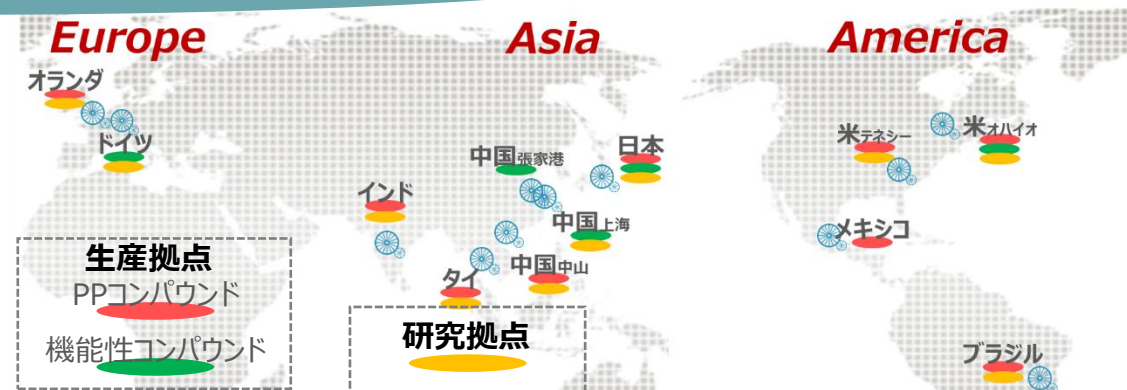 Europe
Asia
America
オランダ
ドイツ
中国張家港
日本
インド
中国上海
タイ
中国中山
米テネシー
米オハイオ
メキシコ
ブラジル
生産拠点
PPコンパウンド
機能性コンパウンド
研究拠点